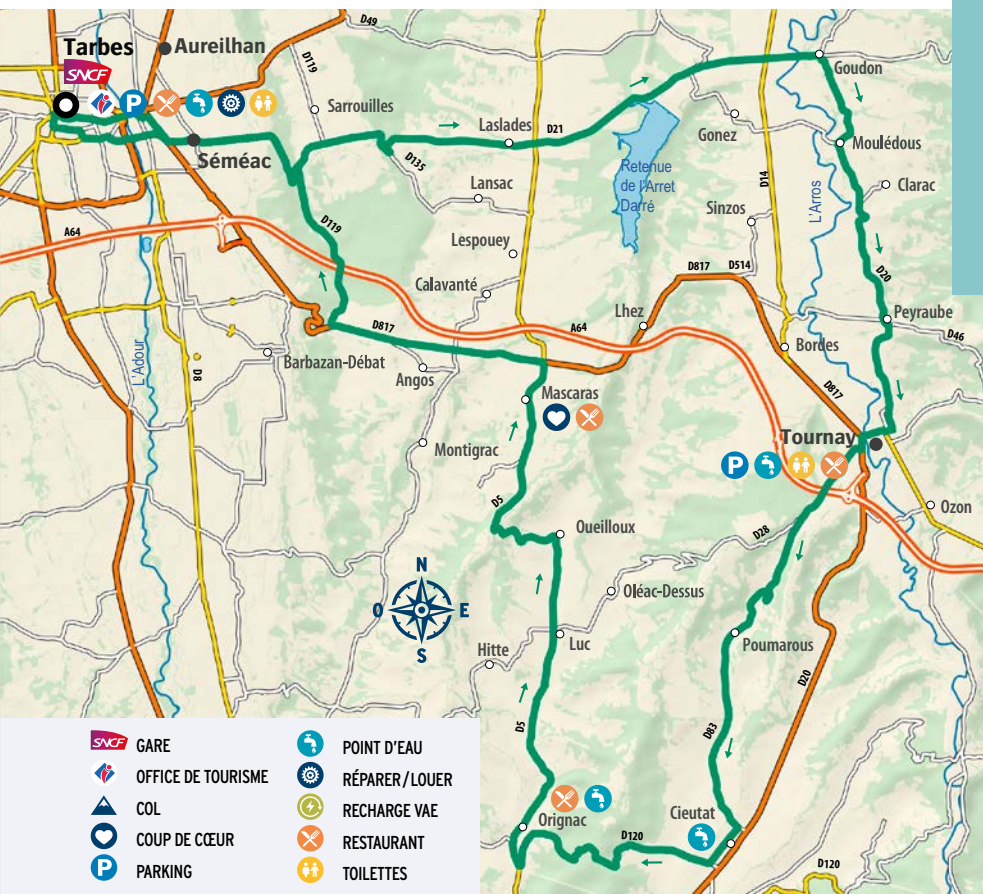 D49
Tarbes
Aureilhan
SNCF
D119
Goudon
Sarrouilles
P
Laslades
D21
Gonez
Moulédous
Séméac
D135
Retenue
de l'Arret
Darré
D14
Clarac
Lansac
L'Arros
Sinzos
A64
D119
Lespouey
D20
D817
D514
Calavanté
Peyraube
Lhez
D46
D817
A64
Bordes
L'Adour
Barbazan-Débat
D8
Angos
D817
Mascaras
Tournay
Montigrac
P
D5
Ozon
Oueilloux
D28
N
O
E
S
Oléac-Dessus
Luc
Poumarous
Hitte
D20
D5
D83
SNCF GARE
OFFICE DE TOURISME
COL
COUP DE CŒUR
P PARKING
POINT D'EAU
RÉPARER/LOUER
RECHARGE VAE
RESTAURANT
TOILETTES
Orignac
Cieutat
D120
D120